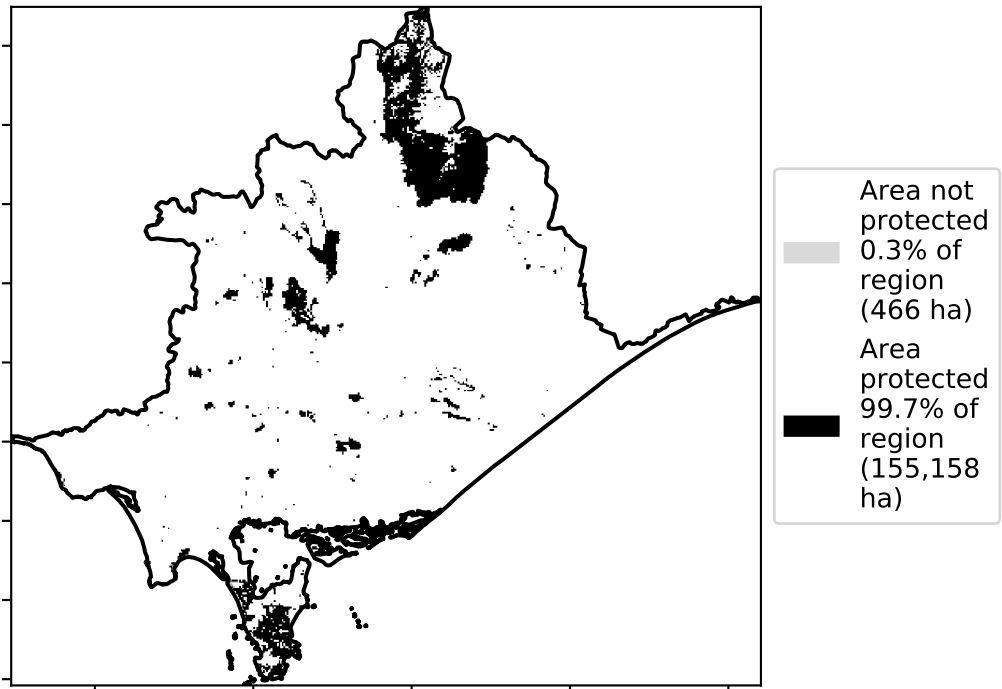 Area not
protected
0.3% of
region
(466 ha)
Area
protected
99.7% of
region
(155,158
ha)